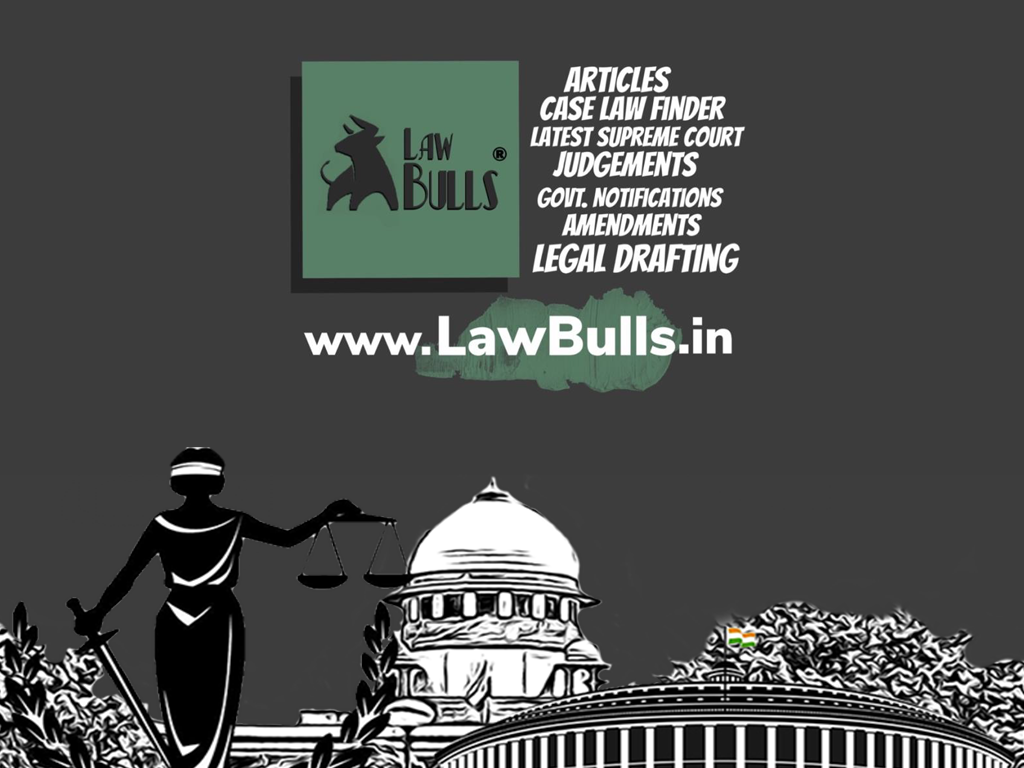 LAW
BULLS ®
ARTICLES
CASE LAW FINDER
LATEST SUPREME COURT
JUDGEMENTS
GOVT. NOTIFICATIONS
AMENDMENTS
LEGAL DRAFTING
www.LawBulls.in